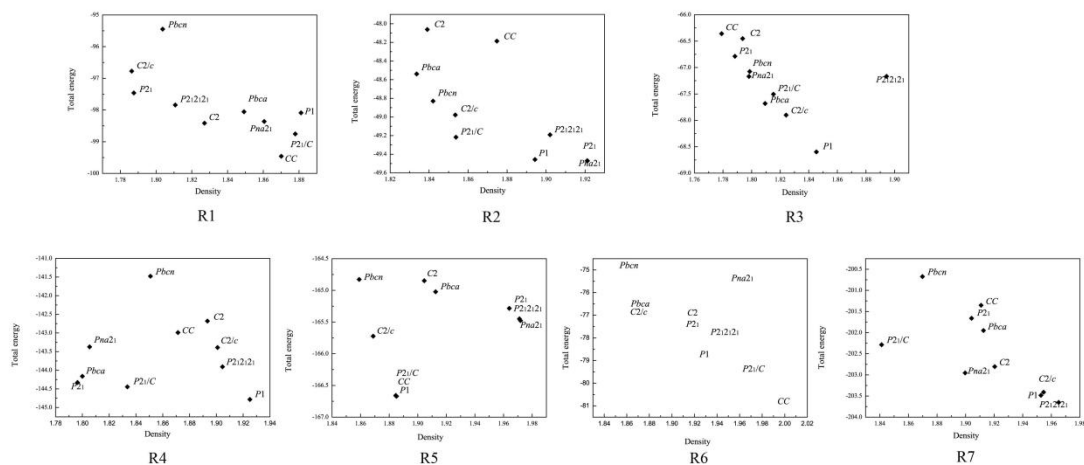 -95
-96
-97
-98
-99
-100
Total energy
Pbcn
C2/c
P2₁
P2₁2₁2₁
C2
Pbca
Pna2₁
P1
P2₁/C
CC
1.80
1.82
1.84
1.86
1.88
Density
R1
-48.0
-48.2
-48.4
-48.6
-48.8
-49.0
-49.2
-49.4
-49.6
Total energy
C2
CC
Pbca
Pbcn
C2/c
P2₁/C
P2₁2₁2₁
P1
P2₁
Pna2₁
1.82
1.84
1.86
1.88
1.90
1.92
Density
R2
-66.0
-66.5
-67.0
-67.5
-68.0
-68.5
-69.0
Total energy
CC
C2
P2₁
Pbcn
Pna2₁
P2₁2₁2₁
P2₁/C
Pbca
C2/c
P1
1.76
1.78
1.80
1.82
1.84
1.86
1.88
1.90
Density
R3
-141.0
-141.5
-142.0
-142.5
-143.0
-143.5
-144.0
-144.5
-145.0
Total energy
Pbcn
C2
CC
Pna2₁
C2/c
P2₁2₁2₁
Pbca
P2₁
P2₁/C
P1
1.78
1.80
1.82
1.84
1.86
1.88
1.90
1.92
1.94
Density
R4
-164.5
-165.0
-165.5
-166.0
-166.5
-167.0
Total energy
Pbcn
C2
Pbca
P2₁
P2₁2₁2₁
Pna2₁
C2/c
P2₁/C
CC
P1
1.84
1.86
1.88
1.90
1.92
1.94
1.96
1.98
Density
R5
-75
-76
-77
-78
-79
-80
-81
Total energy
Pbcn
Pna2₁
Pbca
C2/c
C2
P2₁
P2₁2₁2₁
P1
P2₁/C
CC
1.84
1.86
1.88
1.90
1.92
1.94
1.96
1.98
2.00
2.02
Density
R6
-200.5
-201.0
-202.0
-203.0
-204.0
Total energy
Pbcn
CC
P2₁
Pbca
P2₁/C
Pna2₁
C2
C2/c
P1
P2₁2₁2₁
1.84
1.86
1.88
1.90
1.92
1.94
1.96
Density
R7